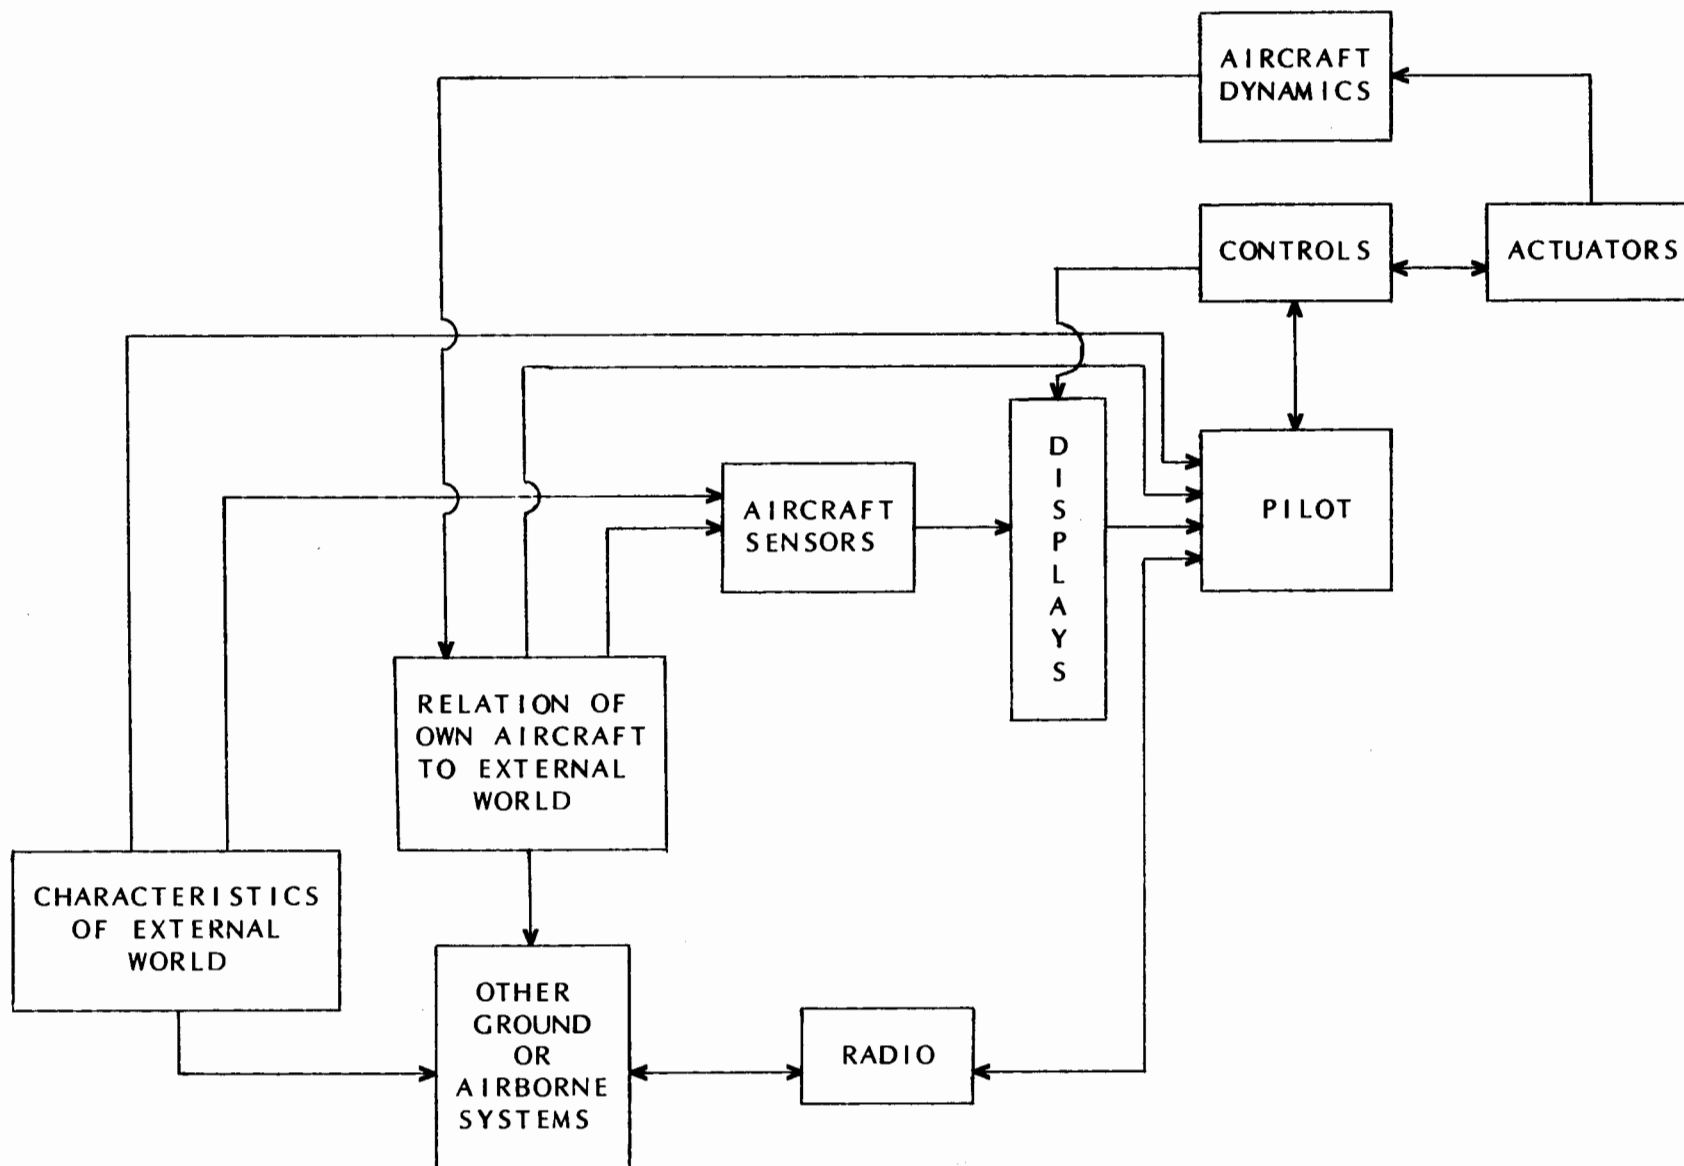 AIRCRAFT
DYNAMICS
CONTROLS
ACTUATORS
DISPLAYS
PILOT
AIRCRAFT
SENSORS
RELATION OF
OWN AIRCRAFT
TO EXTERNAL
WORLD
CHARACTERISTICS
OF EXTERNAL
WORLD
OTHER
GROUND
OR
AIRBORNE
SYSTEMS
RADIO